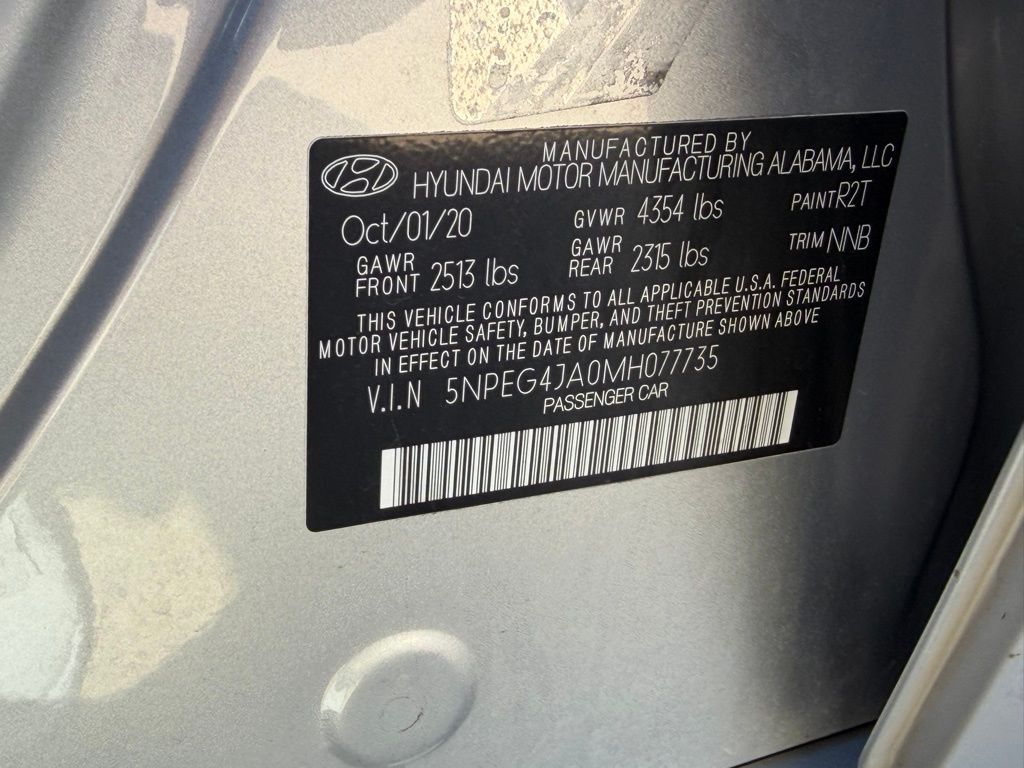 MANUFACTURED BY
HYUNDAI MOTOR MANUFACTURING ALABAMA, LLC
Oct/01/20 GVWR 4354 lbs PAINT R2T
GAWR FRONT 2513 lbs GAWR REAR 2315 lbs TRIM NNB
THIS VEHICLE CONFORMS TO ALL APPLICABLE U.S.A. FEDERAL
MOTOR VEHICLE SAFETY, BUMPER, AND THEFT PREVENTION STANDARDS
IN EFFECT ON THE DATE OF MANUFACTURE SHOWN ABOVE
V.I.N 5NPEG4JA0MH077735
PASSENGER CAR